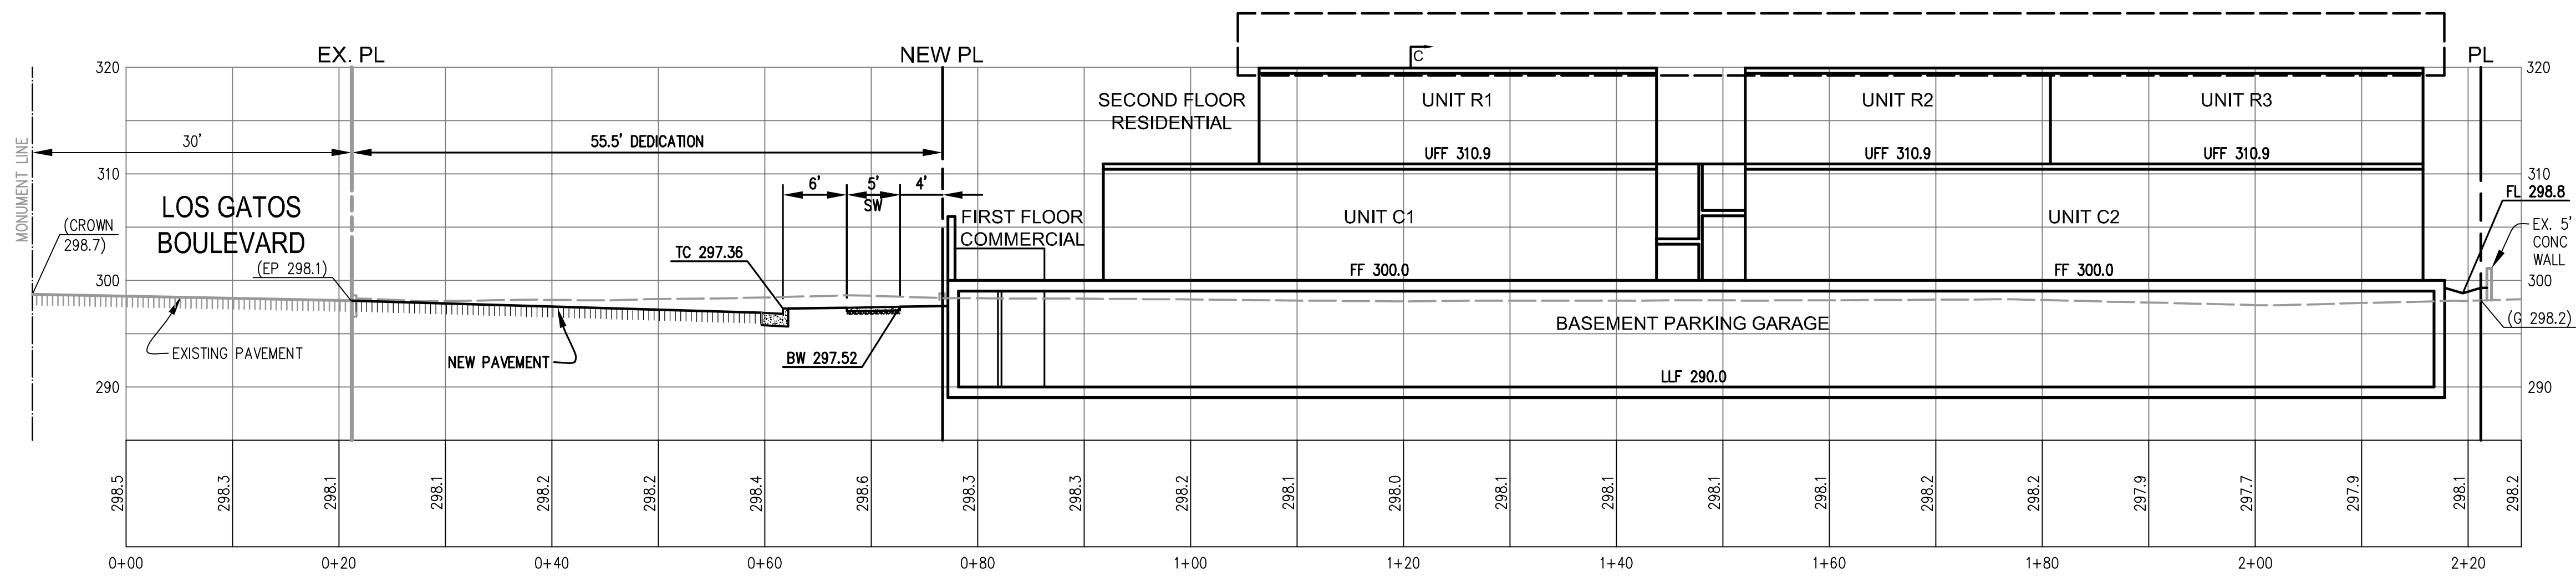 EX. PL
NEW PL
C
PL
320
320
MONUMENT LINE
30'
55.5' DEDICATION
SECOND FLOOR
RESIDENTIAL
UNIT R1
UNIT R2
UNIT R3
UFF 310.9
UFF 310.9
UFF 310.9
310
310
6'
5'
SW
4'
FL 298.8
LOS GATOS
BOULEVARD
(CROWN
298.7)
(EP 298.1)
TC 297.36
FIRST FLOOR
COMMERCIAL
UNIT C1
UNIT C2
EX. 5'
CONC
WALL
FF 300.0
FF 300.0
300
300
EXISTING PAVEMENT
NEW PAVEMENT
BW 297.52
BASEMENT PARKING GARAGE
(G 298.2)
LLF 290.0
290
290
298.5
298.3
298.1
298.1
298.2
298.2
298.4
298.6
298.3
298.3
298.2
298.1
298.0
298.1
298.1
298.1
298.1
298.2
298.2
297.9
297.7
297.9
298.1
298.2
0+00
0+20
0+40
0+60
0+80
1+00
1+20
1+40
1+60
1+80
2+00
2+20